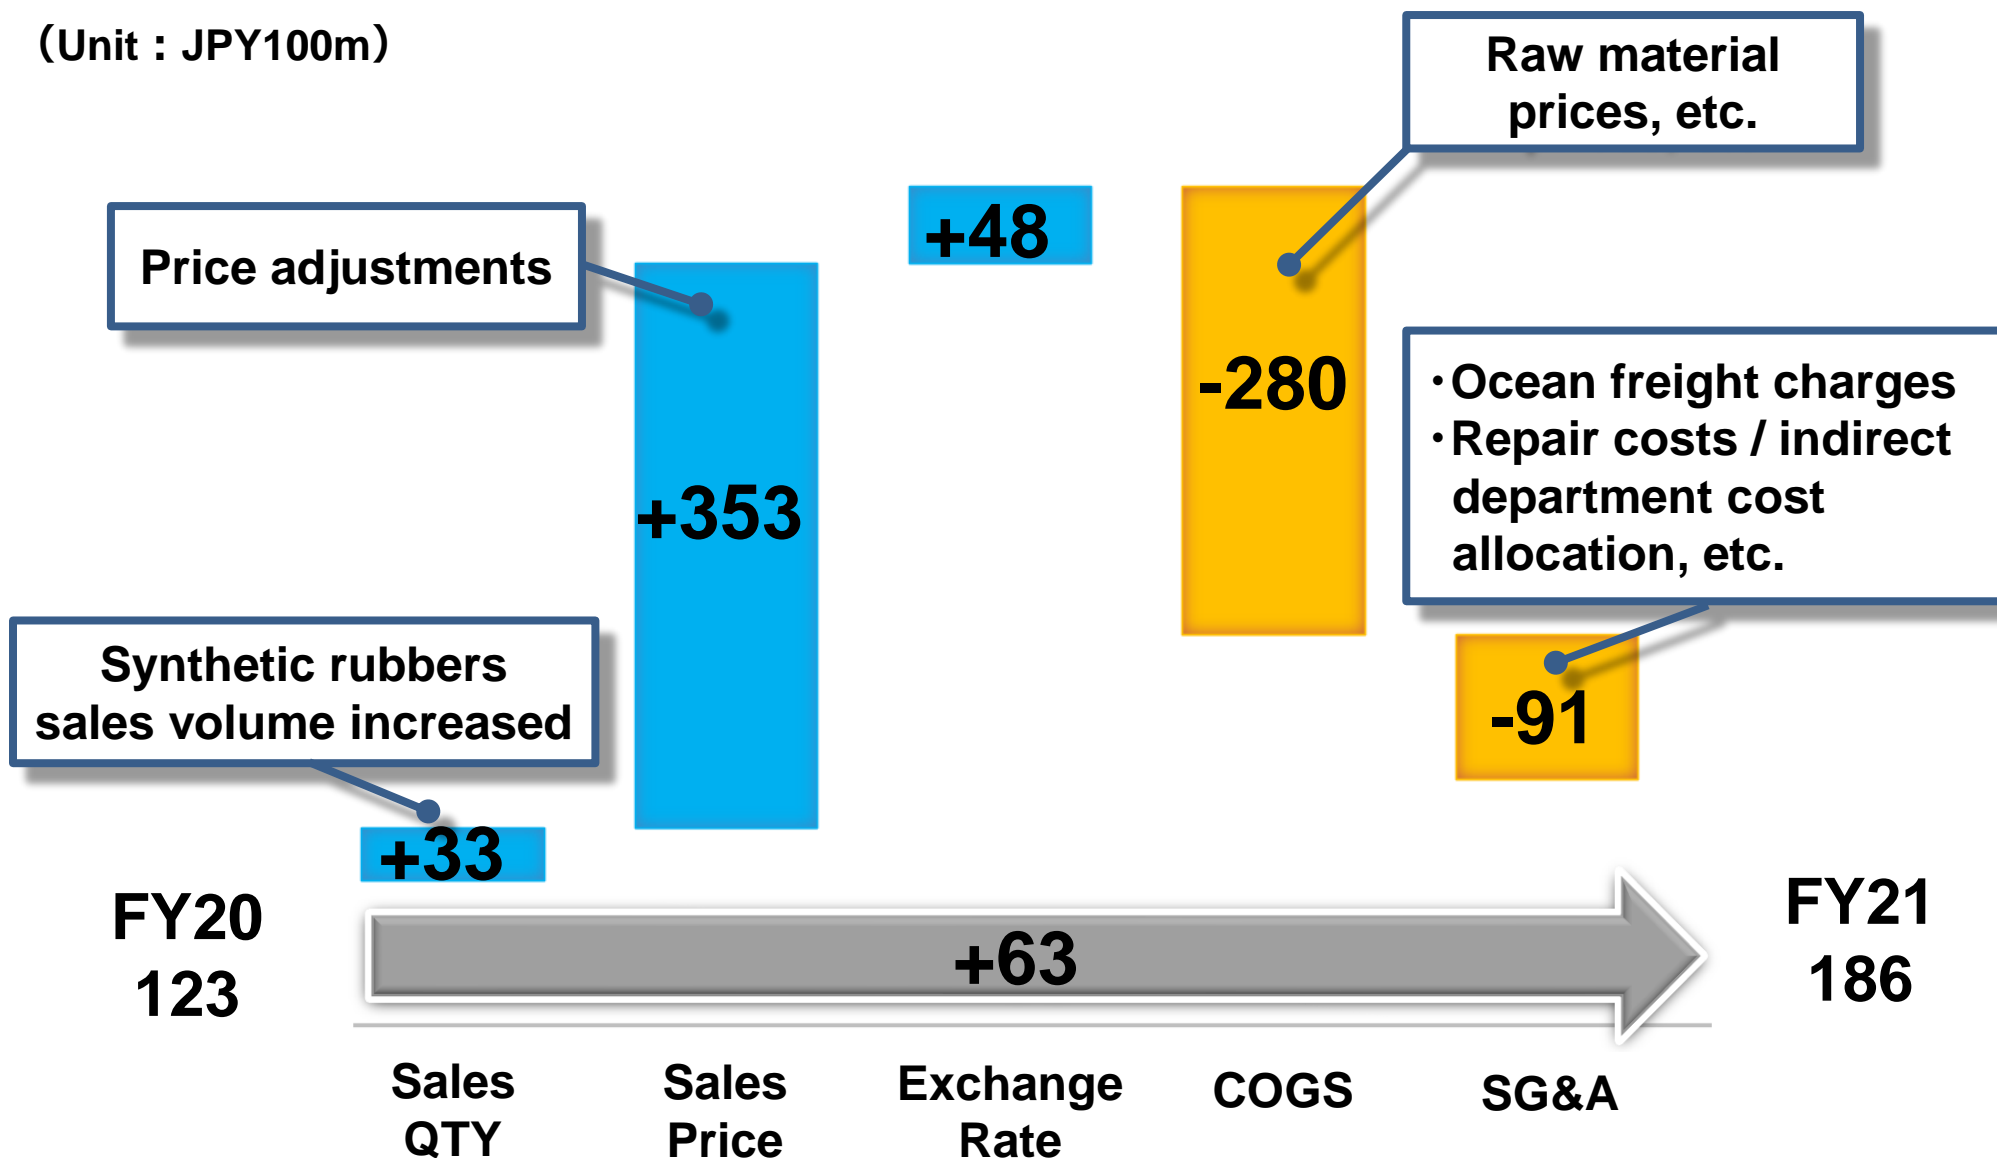 （Unit：JPY100m）
Raw material
prices, etc.
Price adjustments
+48
-280
+353
・Ocean freight charges
・Repair costs / indirect
department cost
allocation, etc.
Synthetic rubbers
sales volume increased
-91
+33
FY20
123
+63
FY21
186
Sales
QTY
Sales
Price
Exchange
Rate
COGS
SG&A